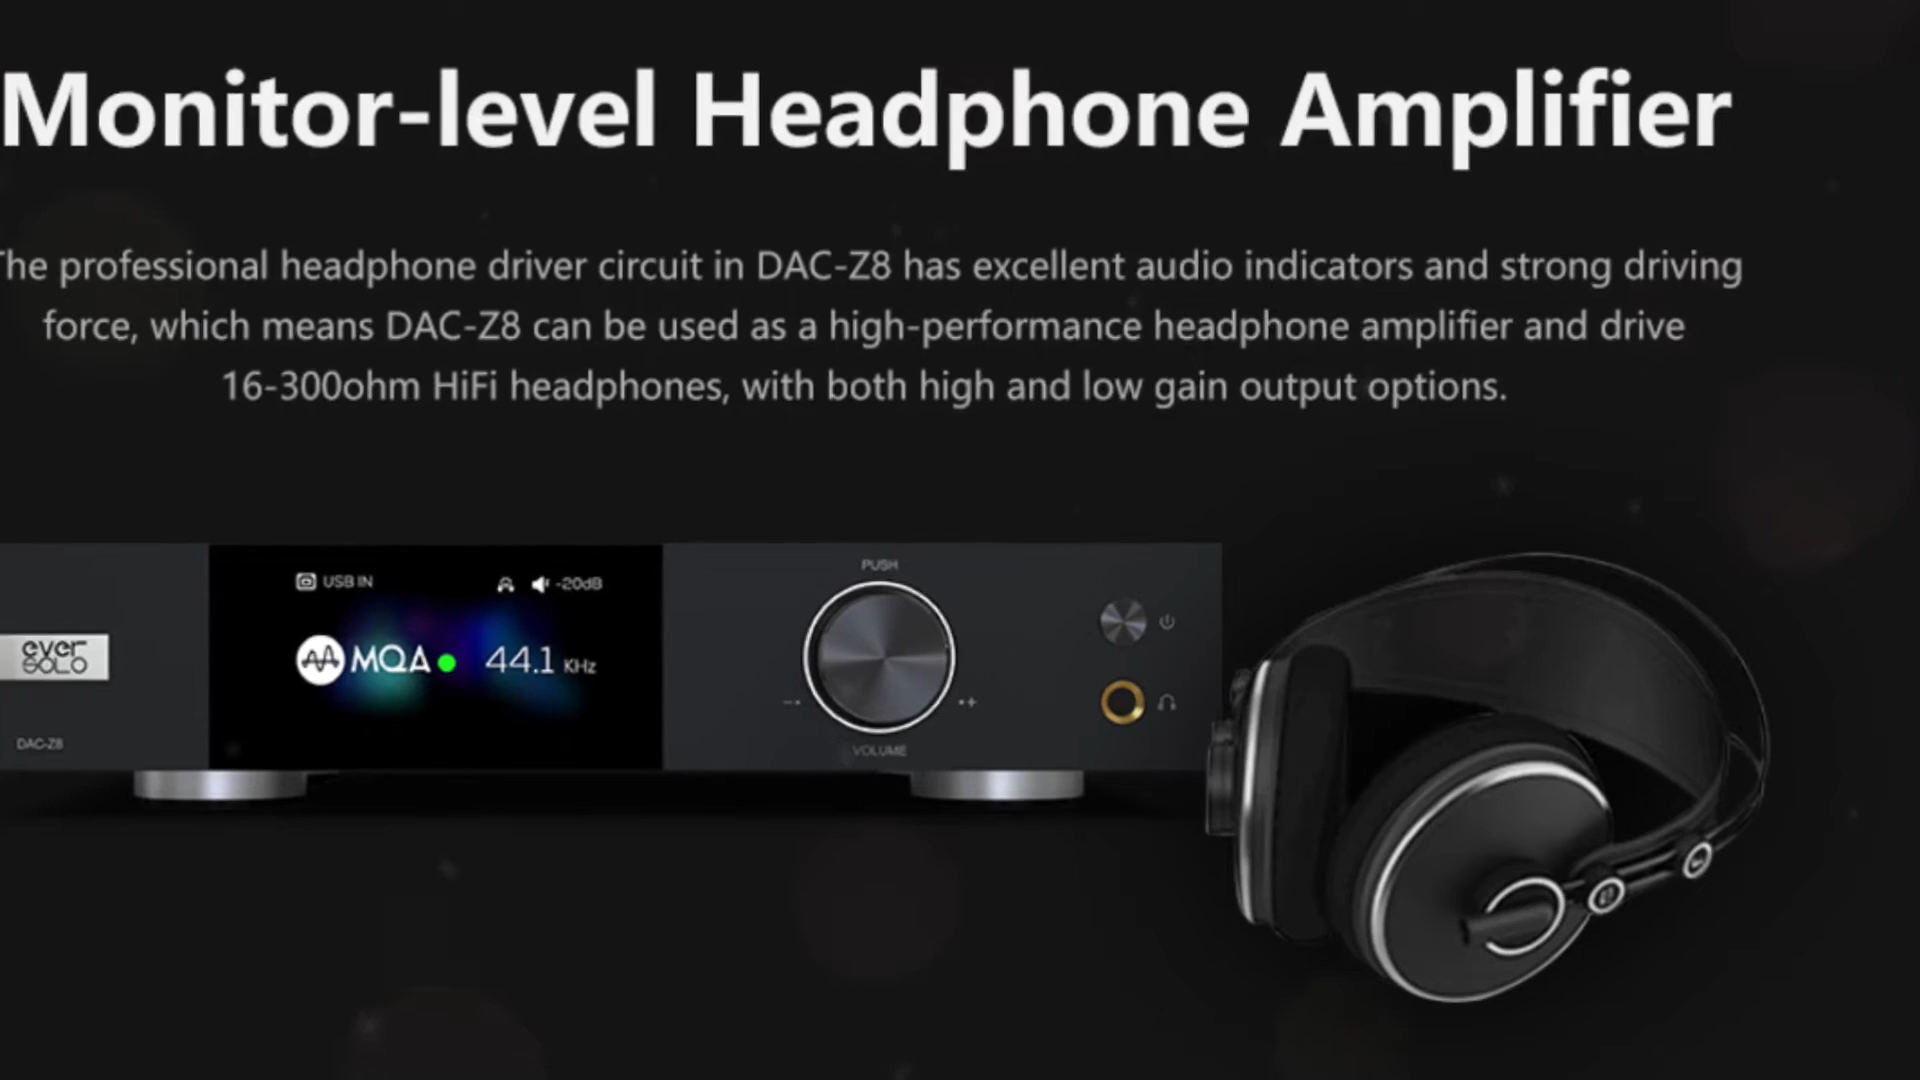 Monitor-level Headphone Amplifier
The professional headphone driver circuit in DAC-Z8 has excellent audio indicators and strong driving
force, which means DAC-Z8 can be used as a high-performance headphone amplifier and drive
16-300ohm HiFi headphones, with both high and low gain output options.
PUSH
USB IN -20dB
ever
SOLO
MQA 44.1 KHz
- +
DAC-Z8
VOLUME